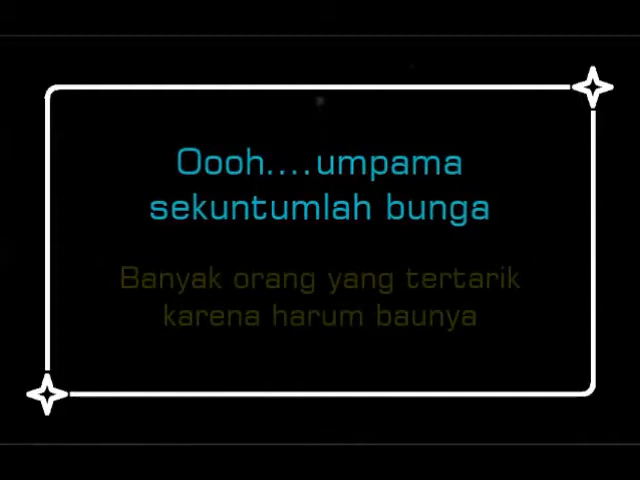 Oooh....umpama
sekuntumlah bunga
Banyak orang yang tertarik
karena harum baunya